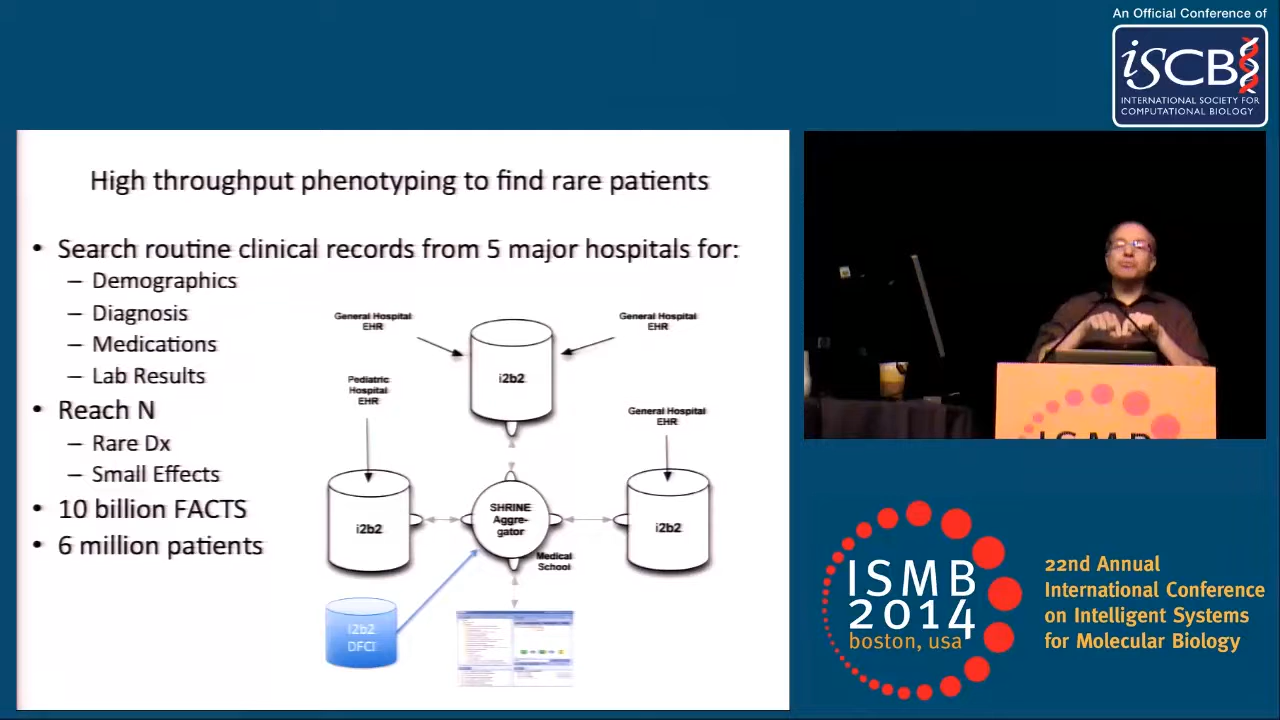 An Official Conference of
iSCB
INTERNATIONAL SOCIETY FOR
COMPUTATIONAL BIOLOGY
High throughput phenotyping to find rare patients
• Search routine clinical records from 5 major hospitals for:
– Demographics
– Diagnosis
– Medications
– Lab Results
• Reach N
– Rare Dx
– Small Effects
• 10 billion FACTS
• 6 million patients
General Hospital
EHR
General Hospital
EHR
i2b2
Pediatric
Hospital
EHR
General Hospital
EHR
i2b2
SHRINE
Aggre-
gator
i2b2
Medical
School
i2b2
DFCI
ISMB
ISMB
2014
boston, usa
22nd Annual
International Conference
on Intelligent Systems
for Molecular Biology